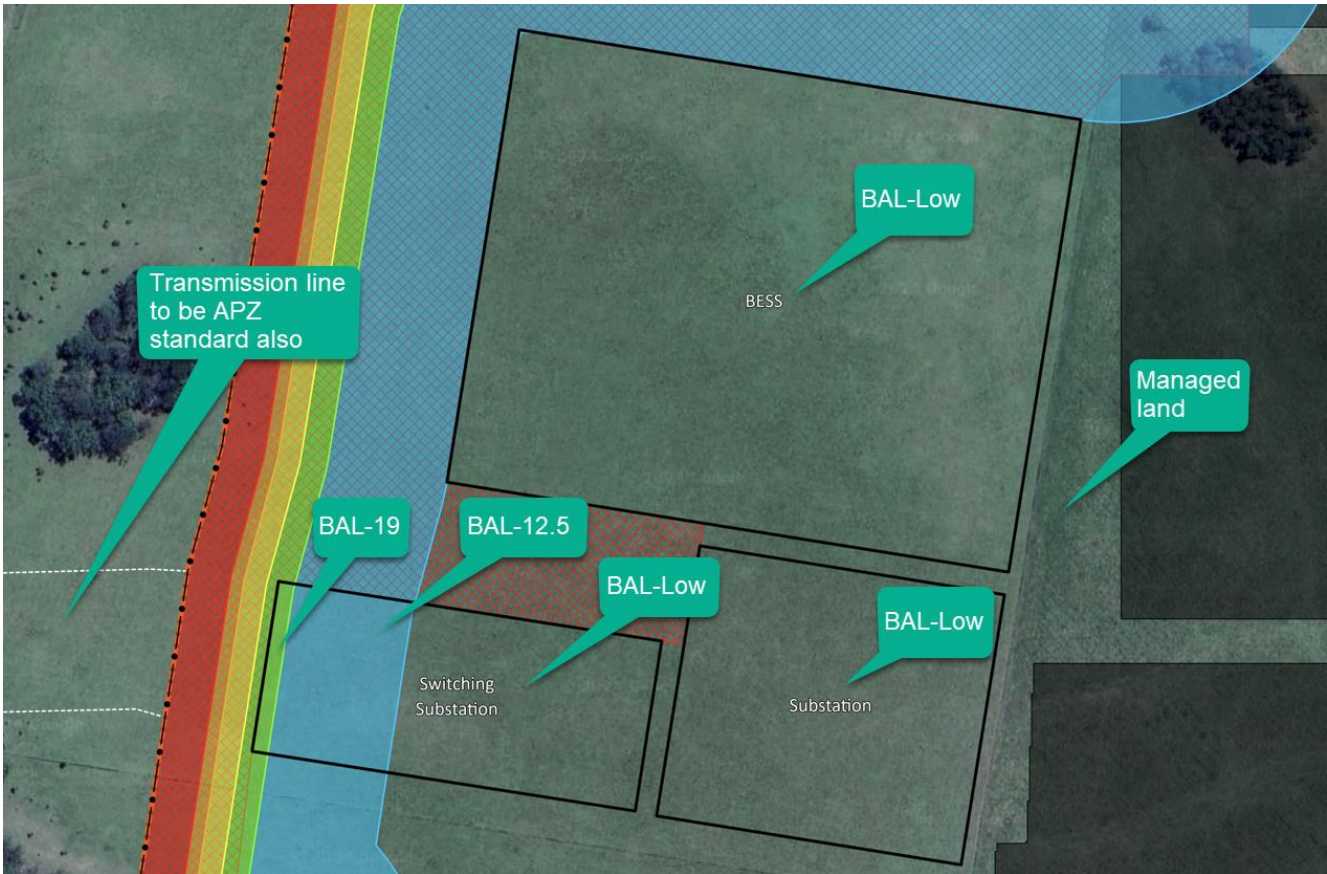 BAL-Low
BESS
Transmission line
to be APZ
standard also
Managed
land
BAL-19
BAL-12.5
BAL-Low
BAL-Low
Switching
Substation
Substation